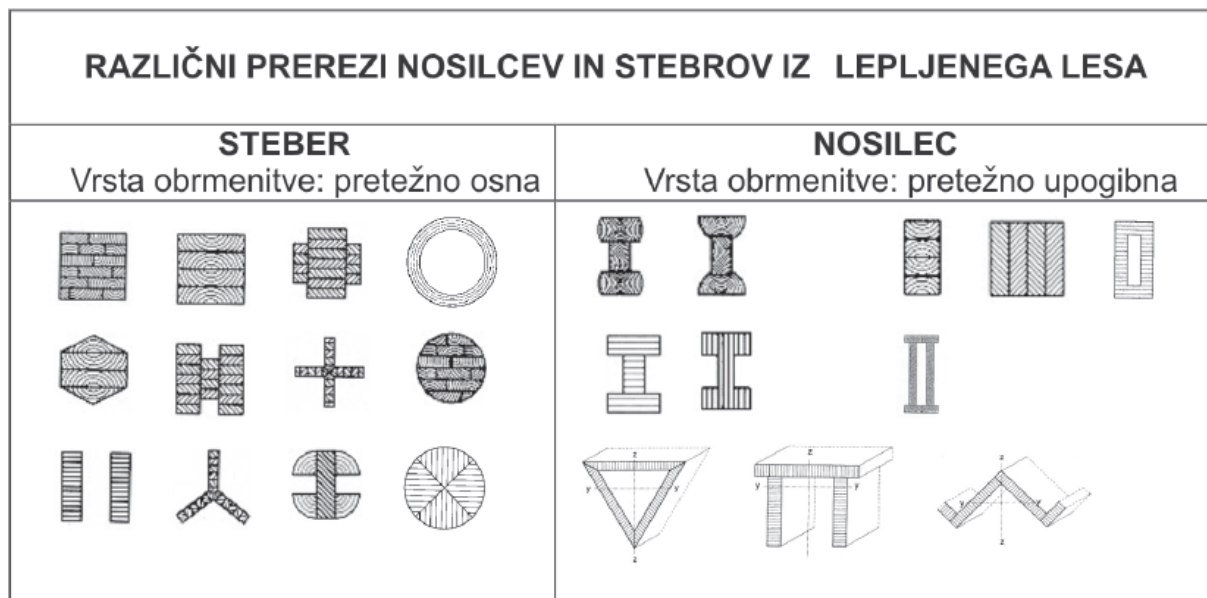 RAZLIČNI PREREZI NOSILCEV IN STEBROV IZ LEPLJENEGA LESA
STEBER
Vrsta obrmenitve: pretežno osna
NOSILEC
Vrsta obrmenitve: pretežno upogibna
z
y y
z
z
y y
z
y y
z